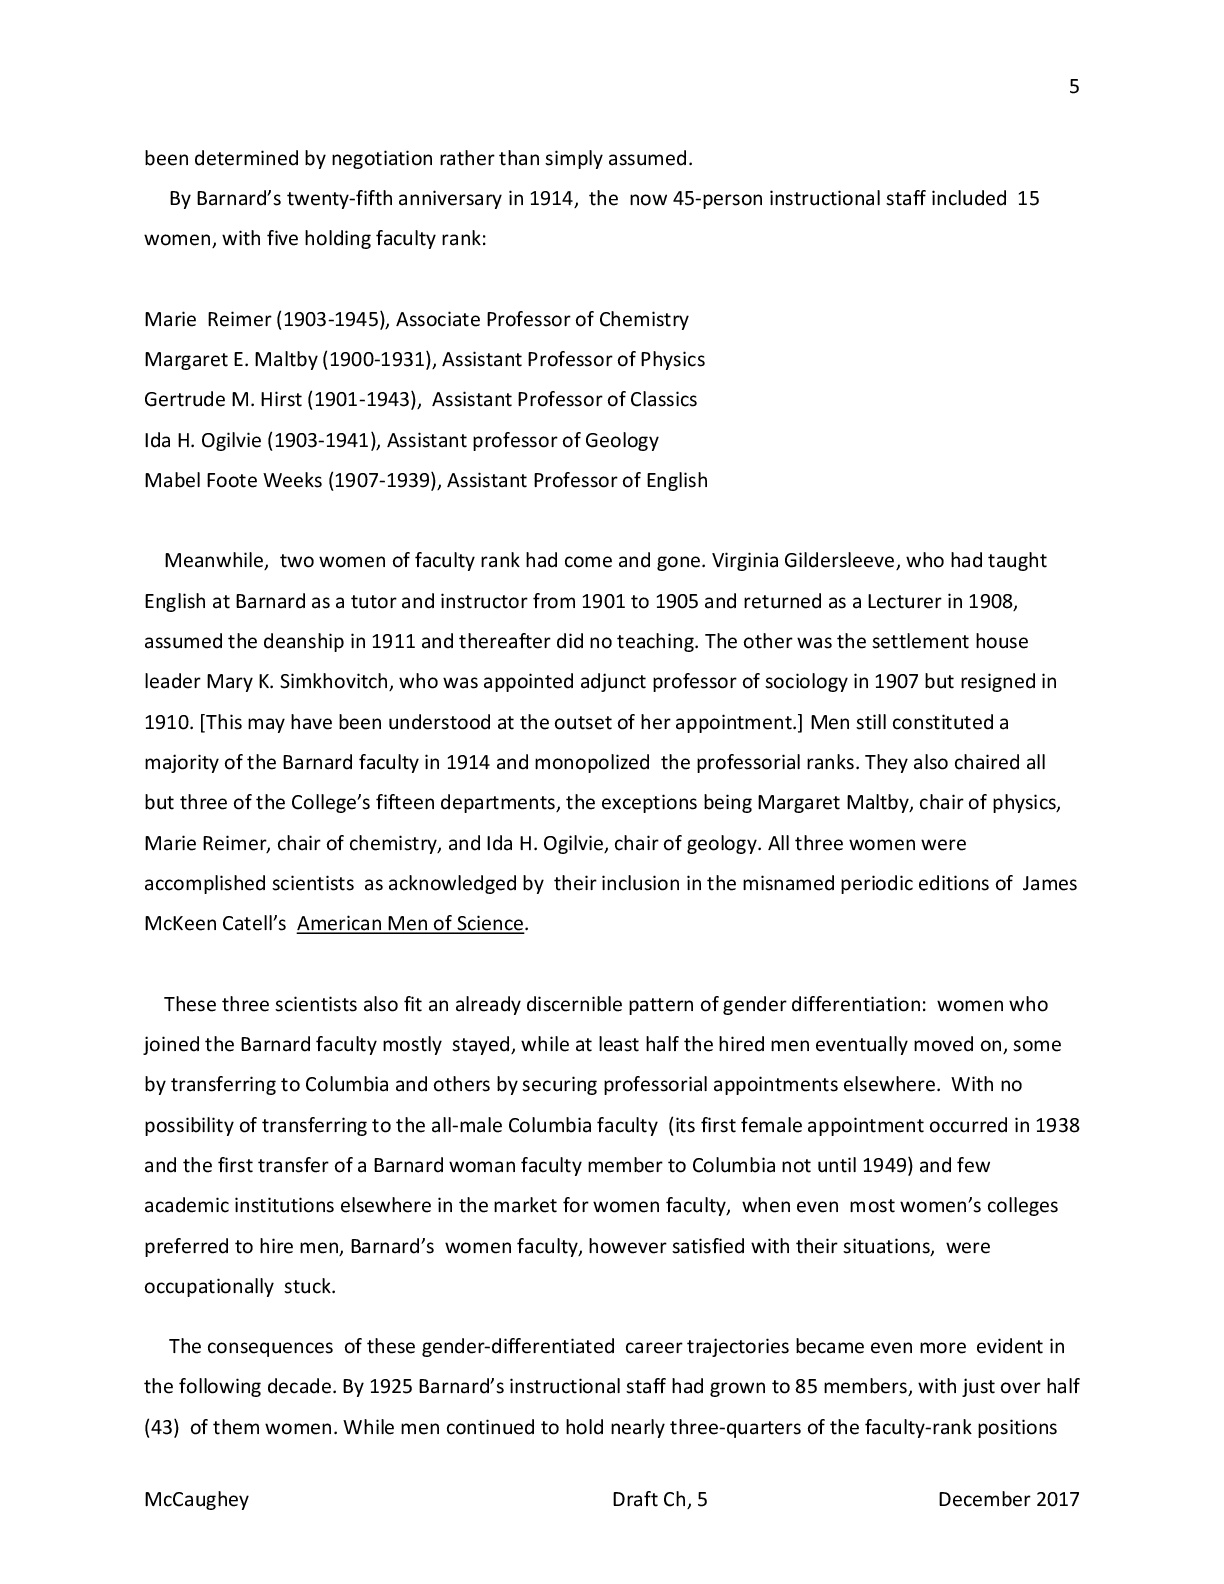 5
been determined by negotiation rather than simply assumed.
By Barnard’s twenty-fifth anniversary in 1914, the now 45-person instructional staff included 15
women, with five holding faculty rank:
Marie Reimer (1903-1945), Associate Professor of Chemistry
Margaret E. Maltby (1900-1931), Assistant Professor of Physics
Gertrude M. Hirst (1901-1943), Assistant Professor of Classics
Ida H. Ogilvie (1903-1941), Assistant professor of Geology
Mabel Foote Weeks (1907-1939), Assistant Professor of English
Meanwhile, two women of faculty rank had come and gone. Virginia Gildersleeve, who had taught
English at Barnard as a tutor and instructor from 1901 to 1905 and returned as a Lecturer in 1908,
assumed the deanship in 1911 and thereafter did no teaching. The other was the settlement house
leader Mary K. Simkhovitch, who was appointed adjunct professor of sociology in 1907 but resigned in
1910. [This may have been understood at the outset of her appointment.] Men still constituted a
majority of the Barnard faculty in 1914 and monopolized the professorial ranks. They also chaired all
but three of the College’s fifteen departments, the exceptions being Margaret Maltby, chair of physics,
Marie Reimer, chair of chemistry, and Ida H. Ogilvie, chair of geology. All three women were
accomplished scientists as acknowledged by their inclusion in the misnamed periodic editions of James
McKeen Catell’s American Men of Science.
These three scientists also fit an already discernible pattern of gender differentiation: women who
joined the Barnard faculty mostly stayed, while at least half the hired men eventually moved on, some
by transferring to Columbia and others by securing professorial appointments elsewhere. With no
possibility of transferring to the all-male Columbia faculty (its first female appointment occurred in 1938
and the first transfer of a Barnard woman faculty member to Columbia not until 1949) and few
academic institutions elsewhere in the market for women faculty, when even most women’s colleges
preferred to hire men, Barnard’s women faculty, however satisfied with their situations, were
occupationally stuck.
The consequences of these gender-differentiated career trajectories became even more evident in
the following decade. By 1925 Barnard’s instructional staff had grown to 85 members, with just over half
(43) of them women. While men continued to hold nearly three-quarters of the faculty-rank positions
McCaughey Draft Ch, 5 December 2017